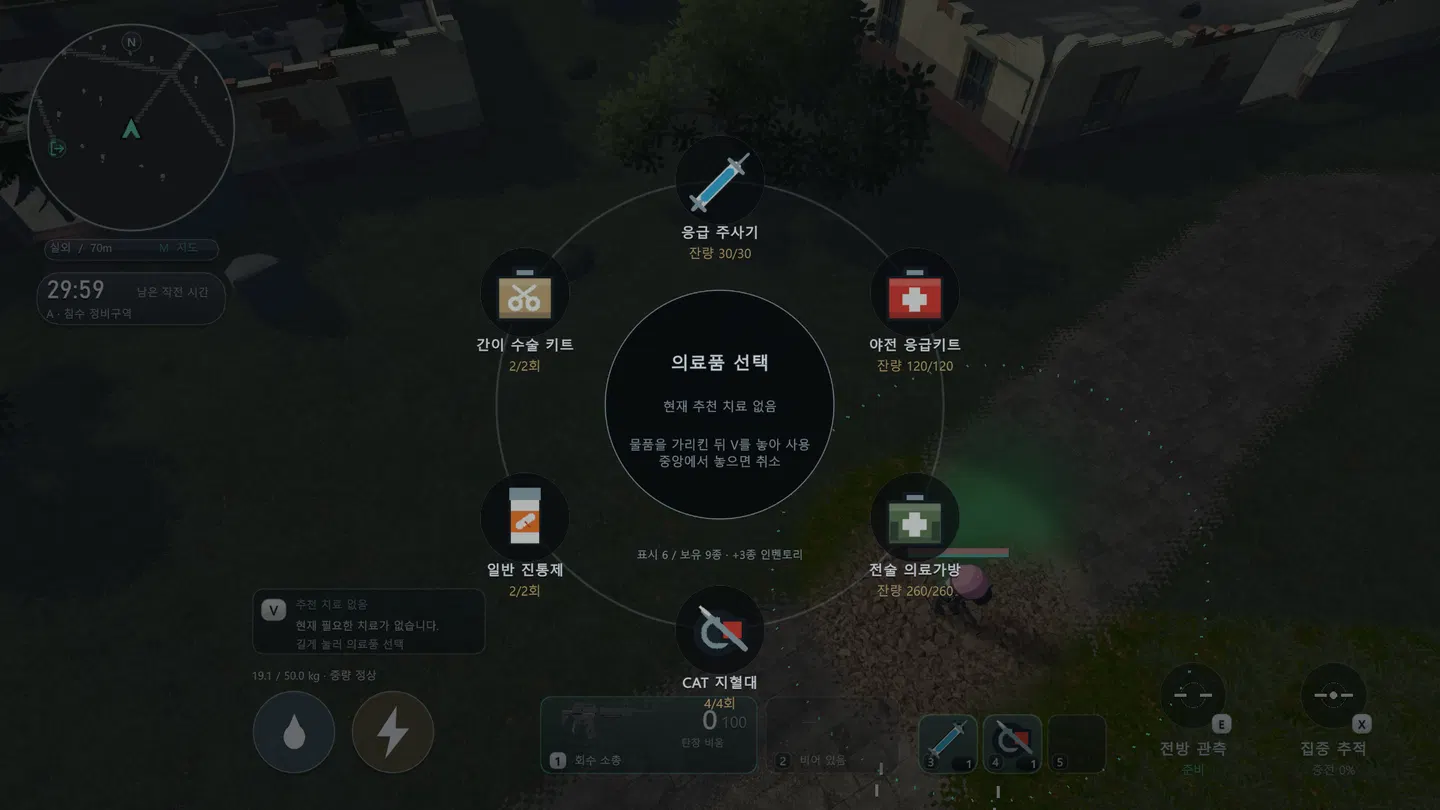 N
실외 / 70m M 지도
29:59 남은 작전 시간
A · 침수 정비구역
응급 주사기
잔량 30/30
간이 수술 키트
2/2회
야전 응급키트
잔량 120/120
의료품 선택
현재 추천 치료 없음
물품을 가리킨 뒤 V를 놓아 사용
중앙에서 놓으면 취소
일반 진통제
2/2회
전술 의료가방
잔량 260/260
표시 6 / 보유 9종 · +3종 인벤토리
CAT 지혈대
4/4회
V 추천 치료 없음
현재 필요한 치료가 없습니다.
길게 눌러 의료품 선택
19.1 / 50.0 kg · 중량 정상
0 100
탄창 비움
1 회수 소총
2 비어 있음
3 1
4 1
5
E
전방 관측
준비
X
집중 추적
충전 0%